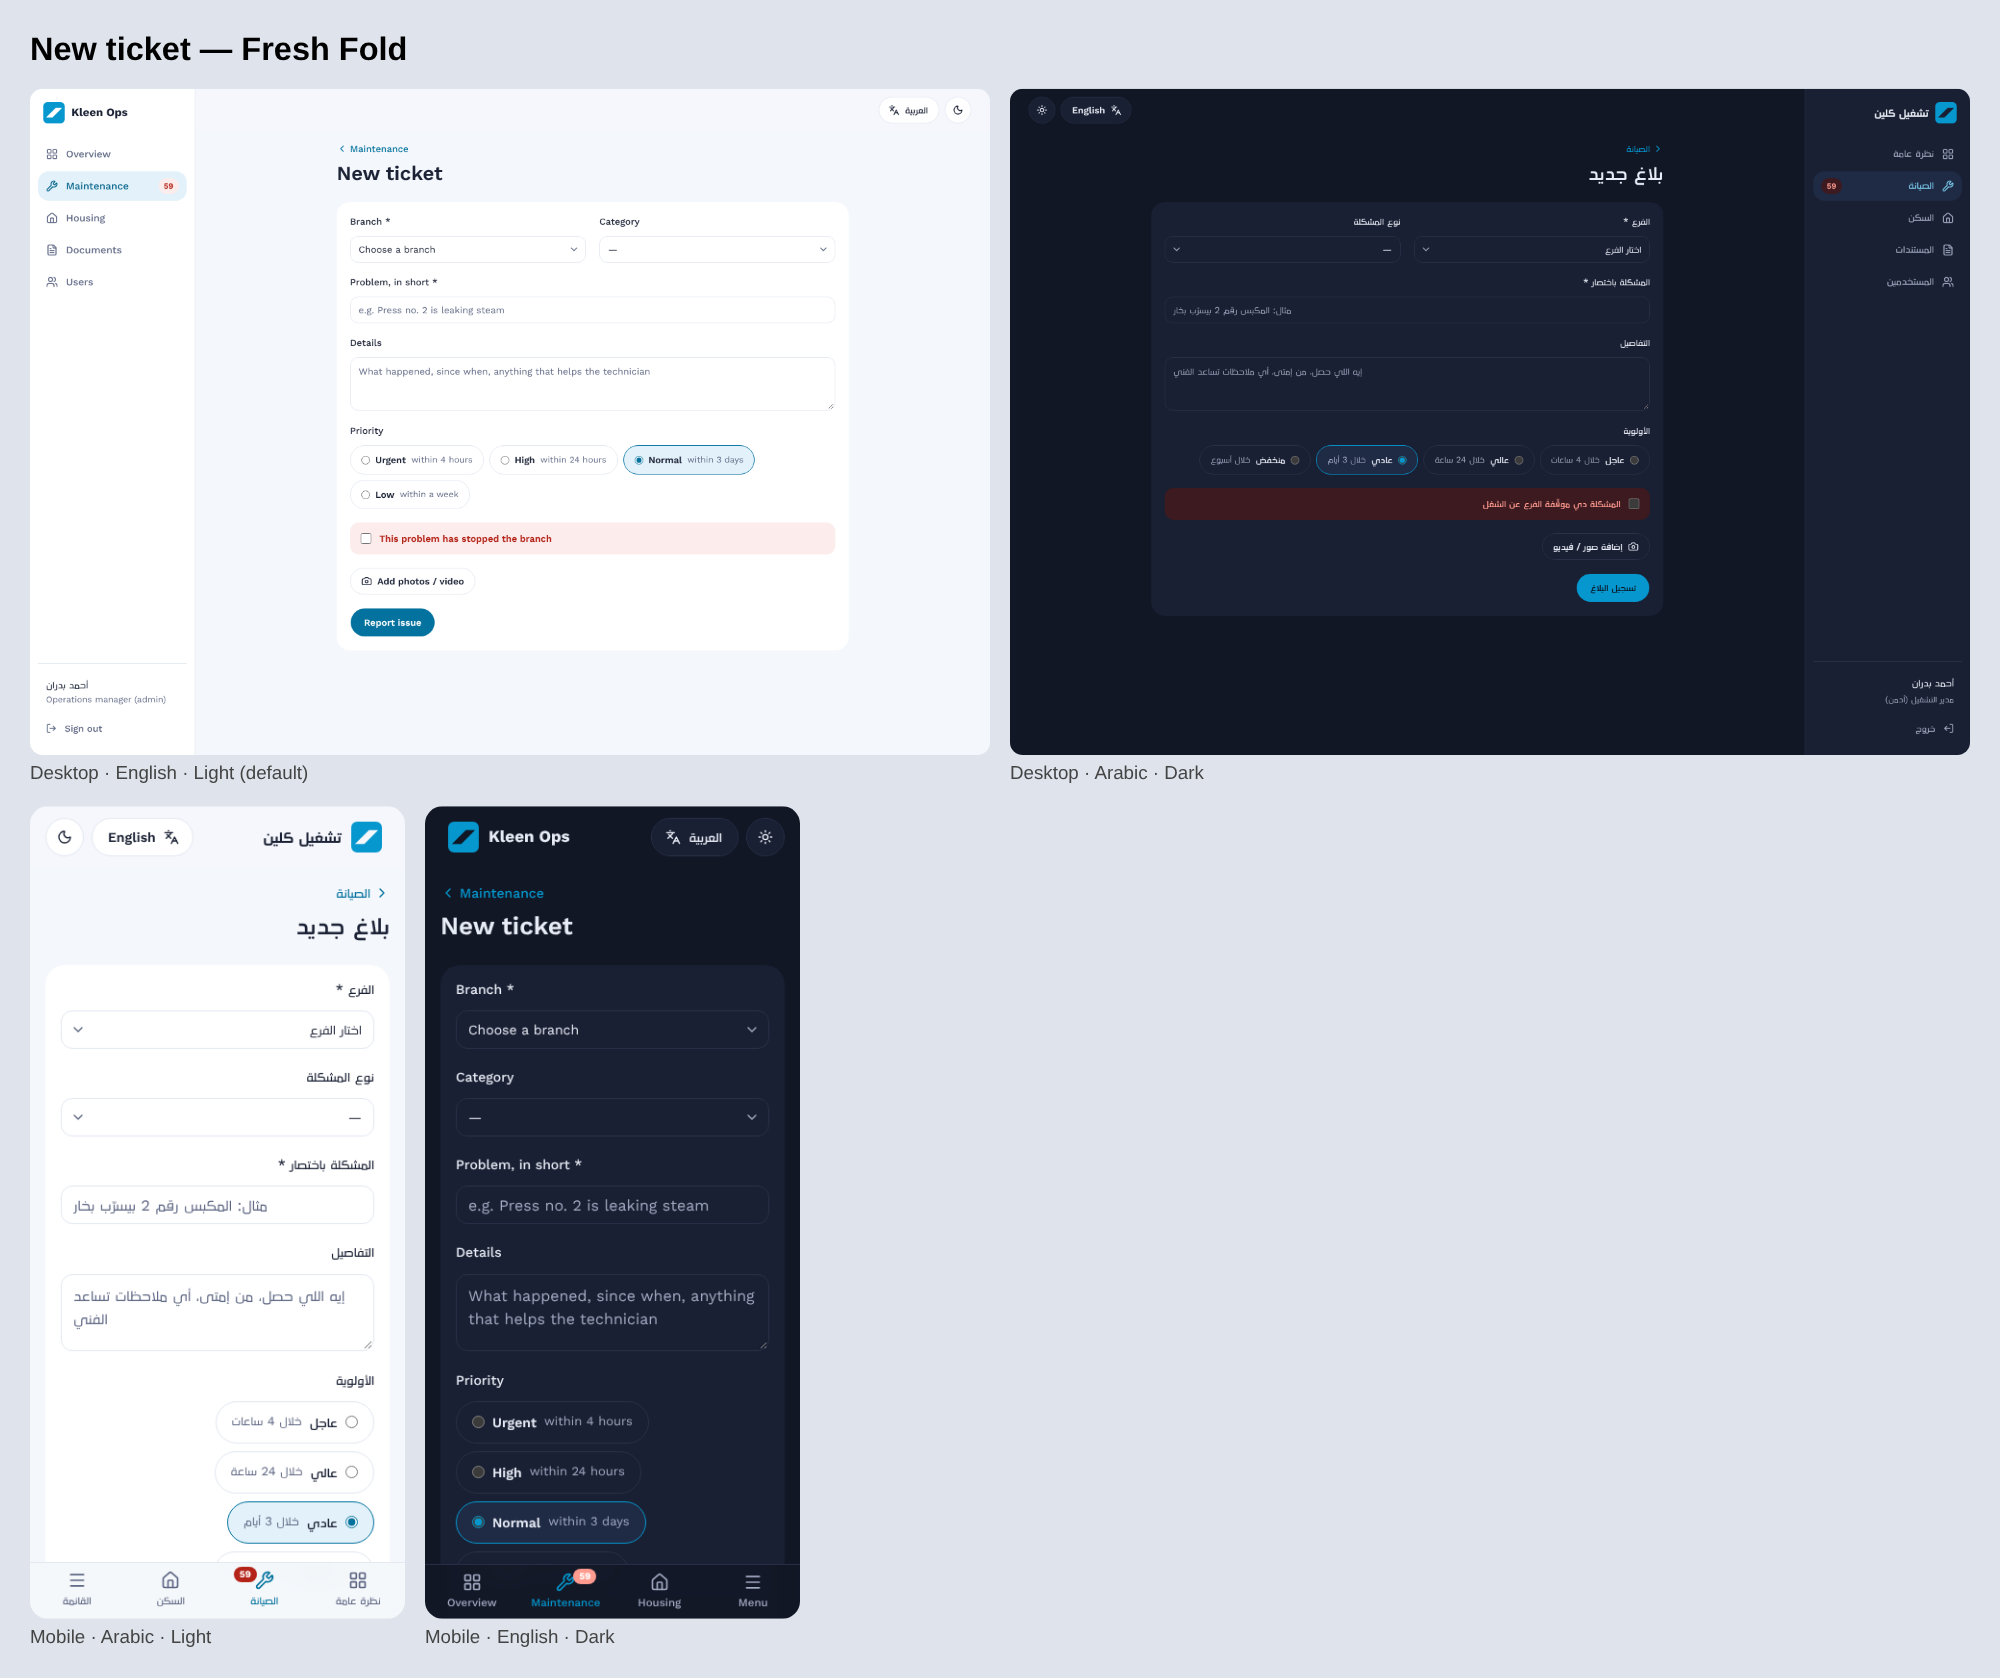 New ticket — Fresh Fold
Kleen Ops
Overview
Maintenance 59
Housing
Documents
Users
أحمد بدران
Operations manager (admin)
Sign out
العربية
Maintenance
New ticket
Branch * Category
Choose a branch —
Problem, in short *
e.g. Press no. 2 is leaking steam
Details
What happened, since when, anything that helps the technician
Priority
Urgent within 4 hours High within 24 hours Normal within 3 days
Low within a week
This problem has stopped the branch
Add photos / video
Report issue
Desktop · English · Light (default)
تشغيل كلين
نظرة عامة
الصيانة 59
السكن
المستندات
المستخدمين
أحمد بدران
مدير التشغيل (أدمن)
خروج
English
الصيانة
بلاغ جديد
الفرع * نوع المشكلة
اختار الفرع —
المشكلة باختصار *
مثال: المكبس رقم 2 بيسرّب بخار
التفاصيل
إيه اللي حصل، من إمتى، أي ملاحظات تساعد الفني
الأولوية
عاجل خلال 4 ساعات عالي خلال 24 ساعة عادي خلال 3 أيام منخفض خلال أسبوع
المشكلة دي موقّفة الفرع عن الشغل
إضافة صور / فيديو
تسجيل البلاغ
Desktop · Arabic · Dark
تشغيل كلين
English
الصيانة
بلاغ جديد
الفرع *
اختار الفرع
نوع المشكلة
—
المشكلة باختصار *
مثال: المكبس رقم 2 بيسرّب بخار
التفاصيل
إيه اللي حصل، من إمتى، أي ملاحظات تساعد
الفني
الأولوية
عاجل خلال 4 ساعات
عالي خلال 24 ساعة
عادي خلال 3 أيام
59
نظرة عامة الصيانة السكن القائمة
Mobile · Arabic · Light
Kleen Ops
العربية
Maintenance
New ticket
Branch *
Choose a branch
Category
—
Problem, in short *
e.g. Press no. 2 is leaking steam
Details
What happened, since when, anything
that helps the technician
Priority
Urgent within 4 hours
High within 24 hours
Normal within 3 days
59
Overview Maintenance Housing Menu
Mobile · English · Dark